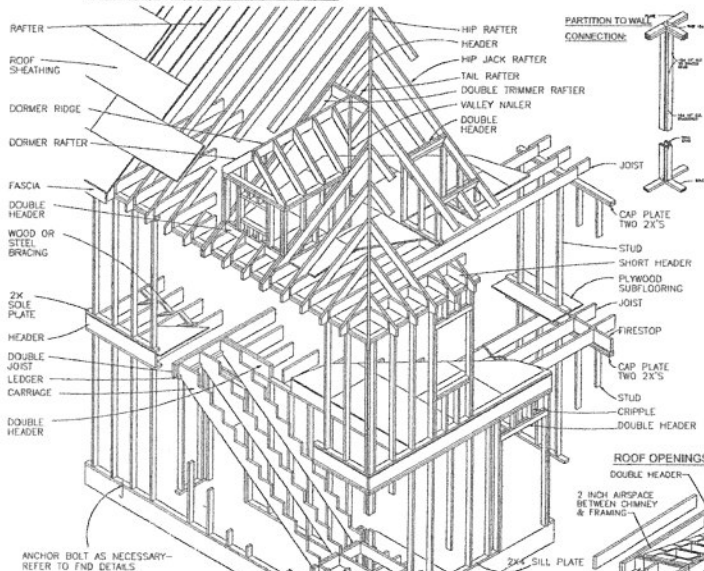 RAFTER
ROOF
SHEATHING
DORMER RIDGE
DORMER RAFTER
FASCIA
DOUBLE
HEADER
WOOD OR
STEEL
BRACING
2X
SOLE
PLATE
HEADER
DOUBLE
JOIST
LEDGER
CARRIAGE
DOUBLE
HEADER
ANCHOR BOLT AS NECESSARY—
REFER TO FND DETAILS
HIP RAFTER
HEADER
HIP JACK RAFTER
TAIL RAFTER
DOUBLE TRIMMER RAFTER
VALLEY NAILER
DOUBLE
HEADER
JOIST
CAP PLATE
TWO 2X'S
STUD
SHORT HEADER
PLYWOOD
SUBFLOORING
JOIST
FIRESTOP
CAP PLATE
TWO 2X'S
STUD
CRIPPLE
DOUBLE HEADER
2X4 SILL PLATE
PARTITION TO WALL
CONNECTION:
ROOF OPENINGS
DOUBLE HEADER
2 INCH AIRSPACE
BETWEEN CHIMNEY
& FRAMING